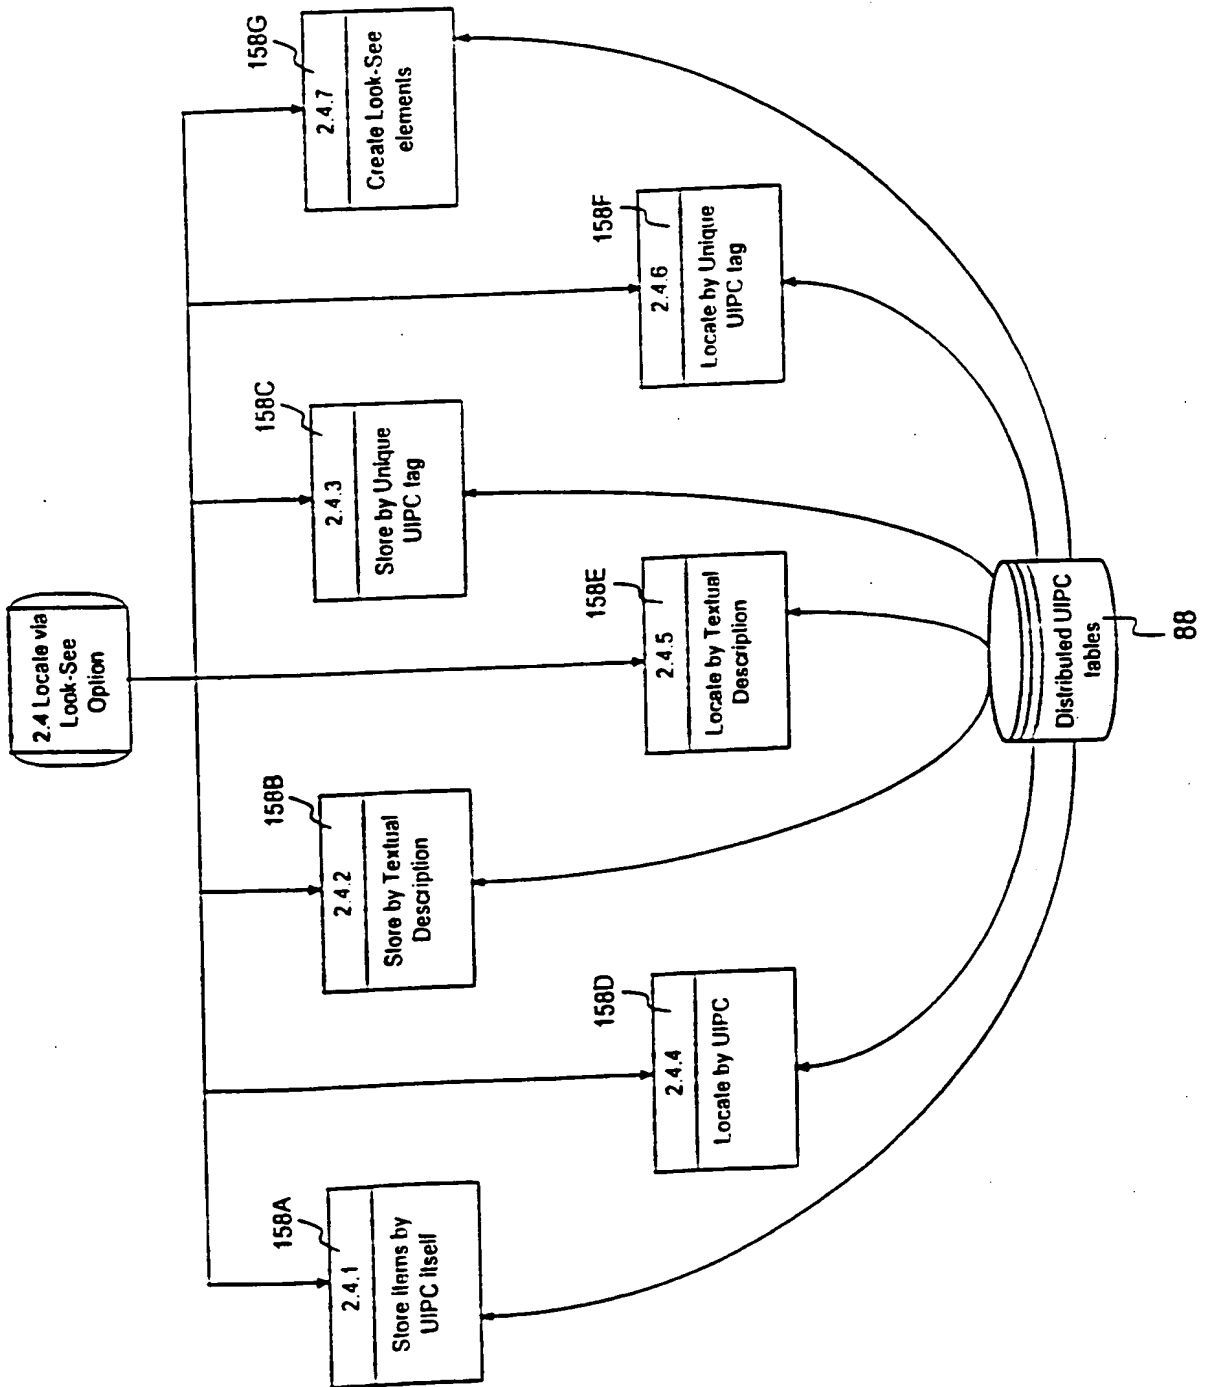 2.4 Locale via
Look-See
Option
158A
2.4.1
Store items by
UIPC itself
158B
2.4.2
Store by Textual
Description
158C
2.4.3
Store by Unique
UIPC tag
158G
2.4.7
Create Look-See
elements
158D
2.4.4
Locate by UIPC
158E
2.4.5
Locate by Textual
Description
158F
2.4.6
Locate by Unique
UIPC tag
Distributed UIPC
tables
88